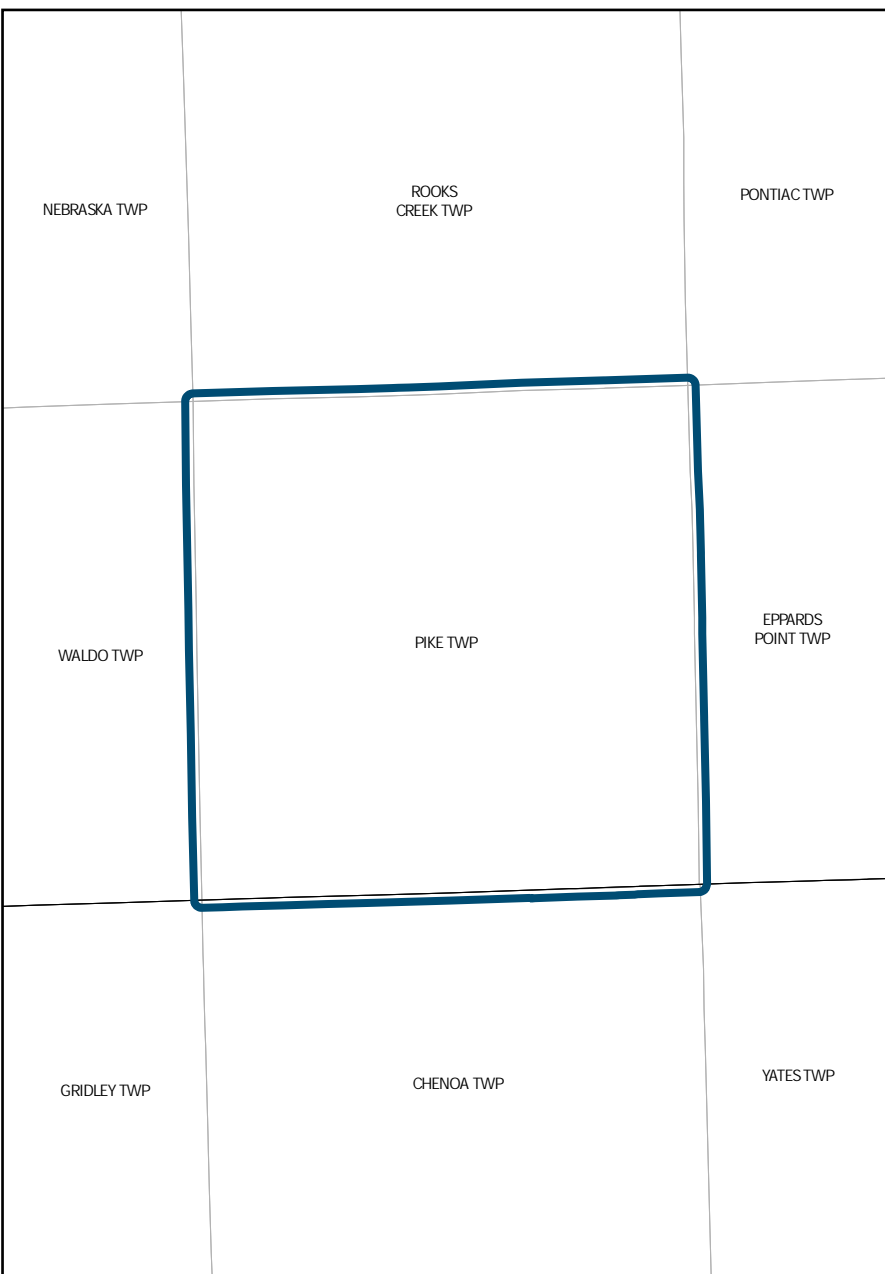 NEBRASKA TWP
ROOKS
CREEK TWP
PONTIAC TWP
WALDO TWP
PIKE TWP
EPPARDS
POINT TWP
GRIDLEY TWP
CHENOA TWP
YATES TWP